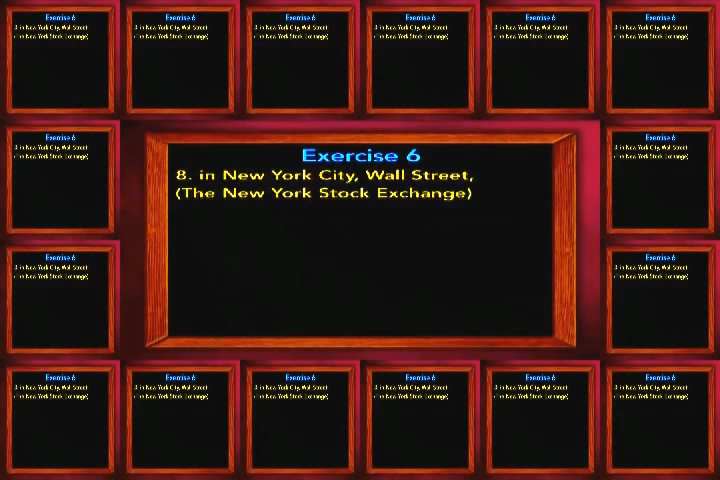 Exercise 6
8. in New York City, Wall Street,
(The New York Stock Exchange)